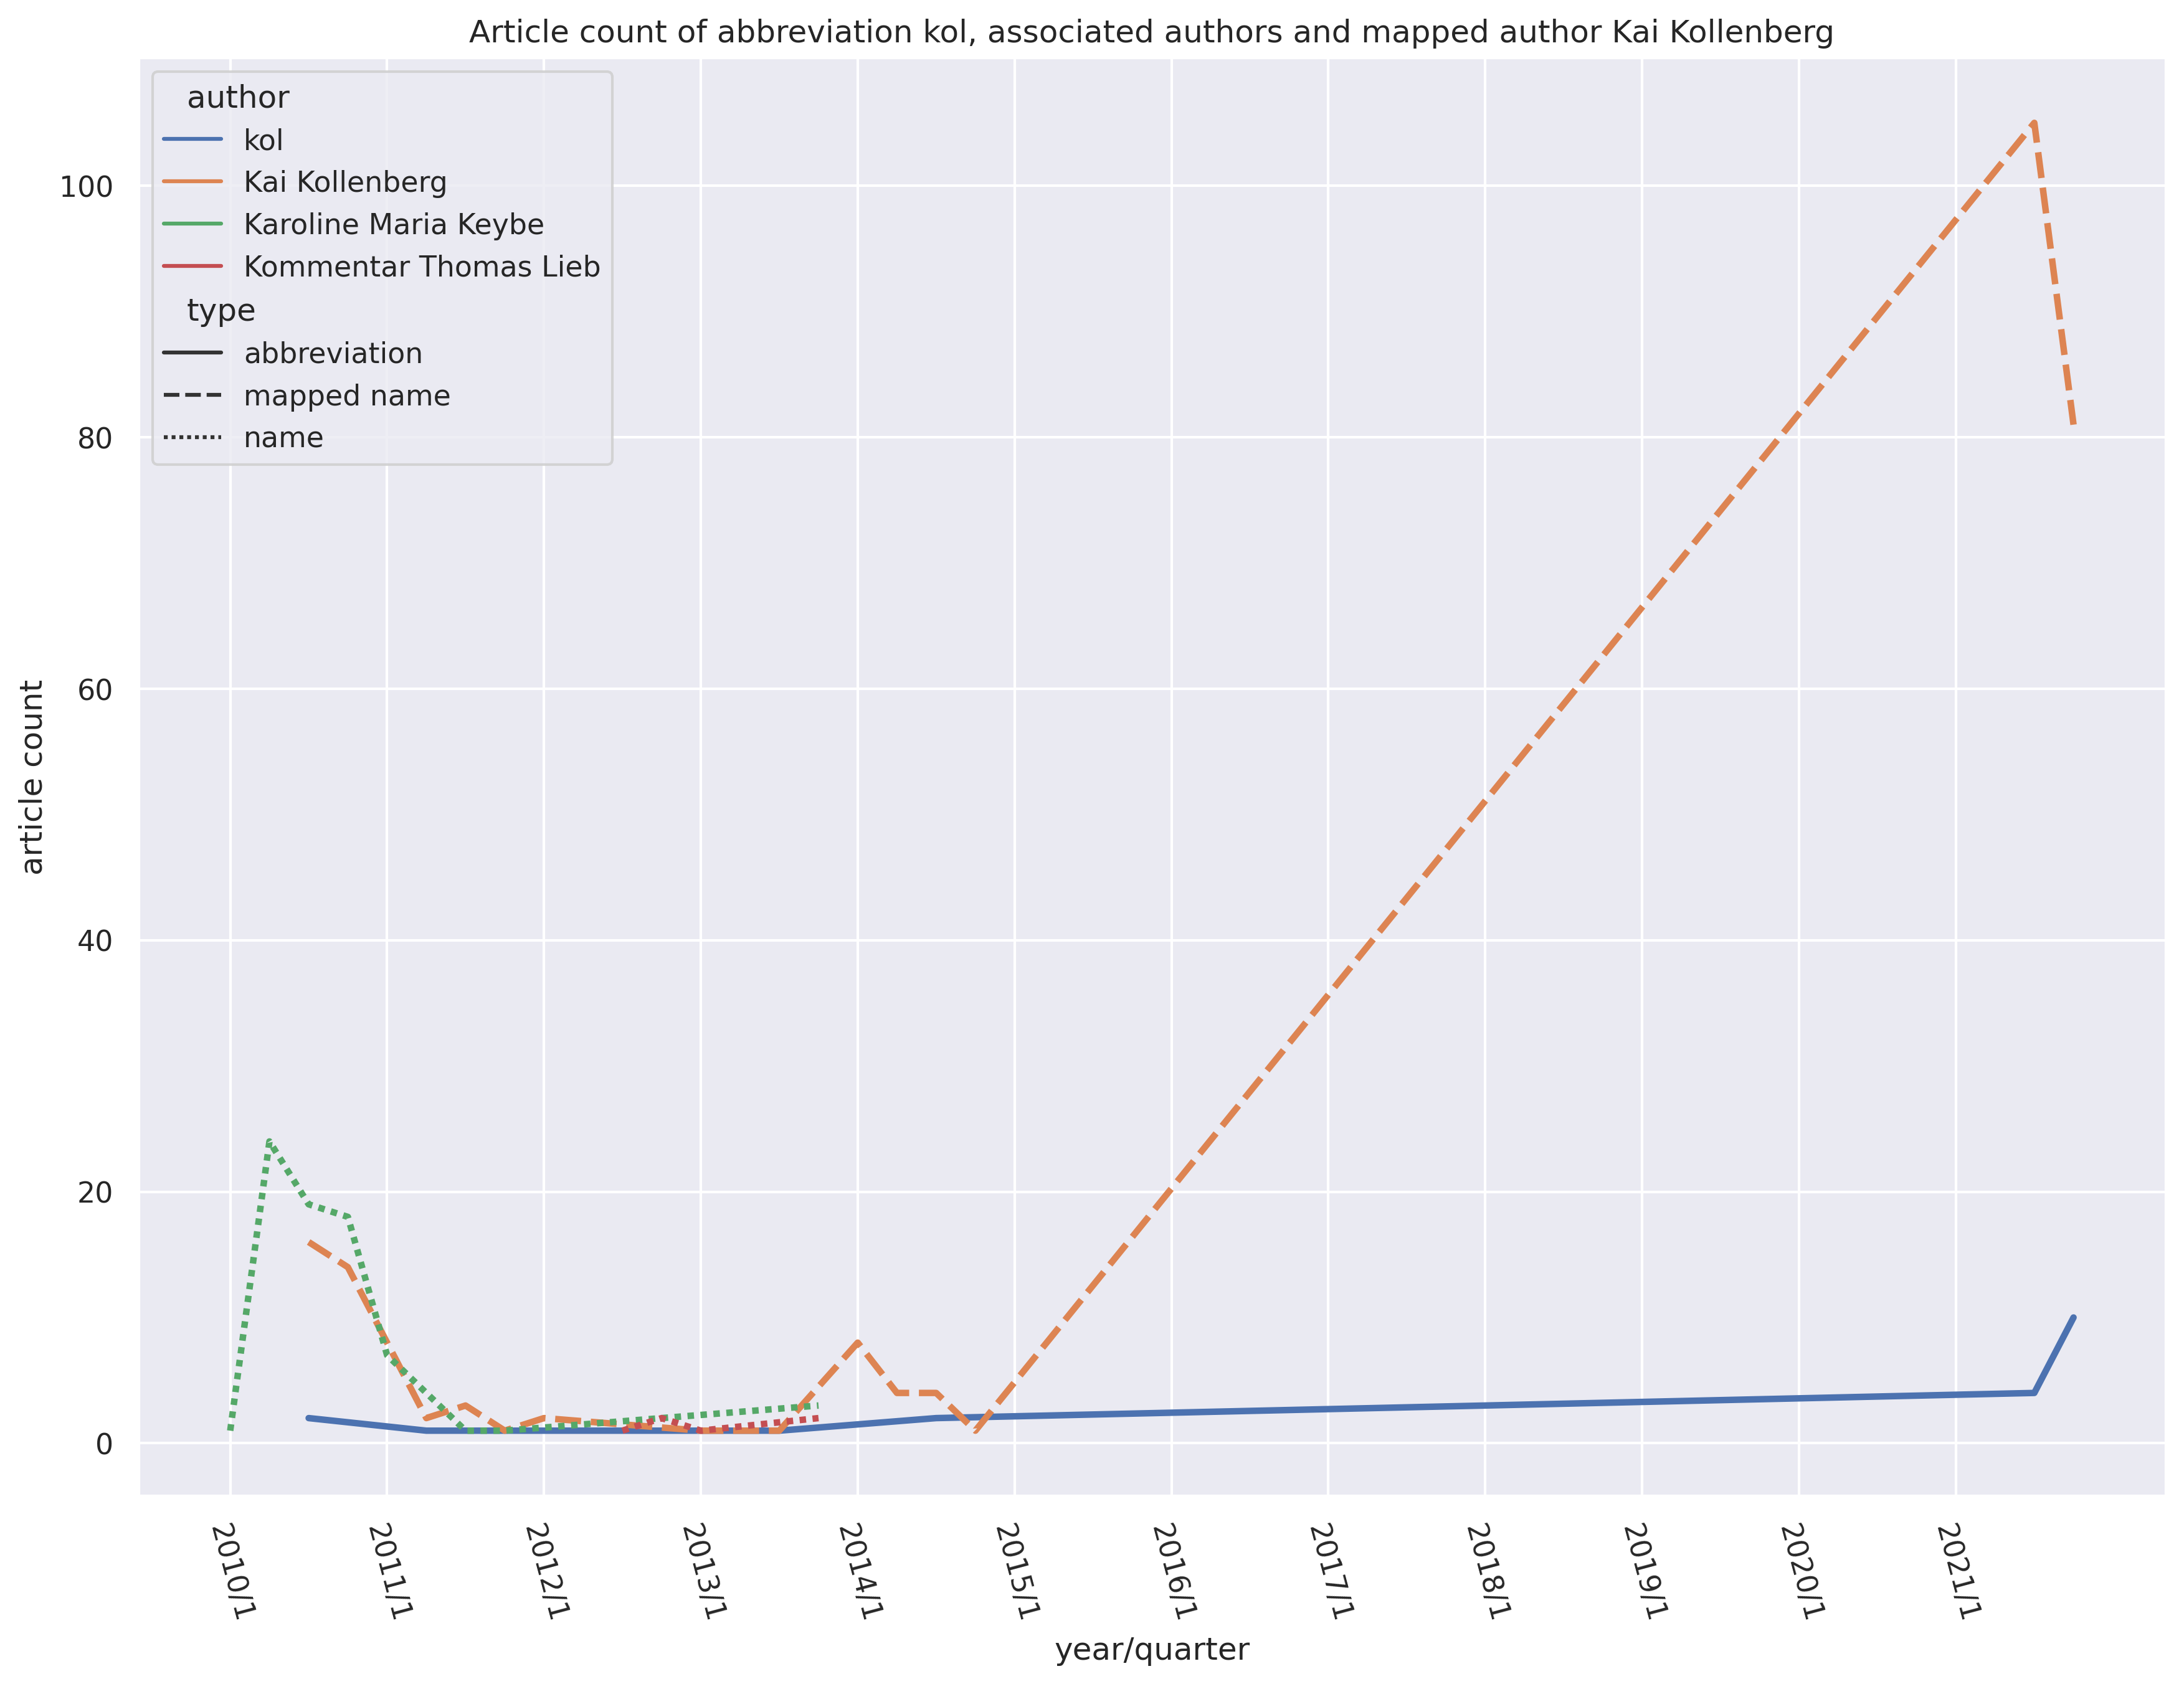 Article count of abbreviation kol, associated authors and mapped author Kai Kollenberg
author
kol
Kai Kollenberg
Karoline Maria Keybe
Kommentar Thomas Lieb
type
abbreviation
mapped name
name
100
80
60
40
20
0
article count
2010/1
2011/1
2012/1
2013/1
2014/1
2015/1
2016/1
2017/1
2018/1
2019/1
2020/1
2021/1
year/quarter